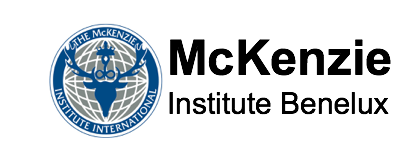 THE McKENZIE
INSTITUTE INTERNATIONAL
McKenzie
Institute Benelux